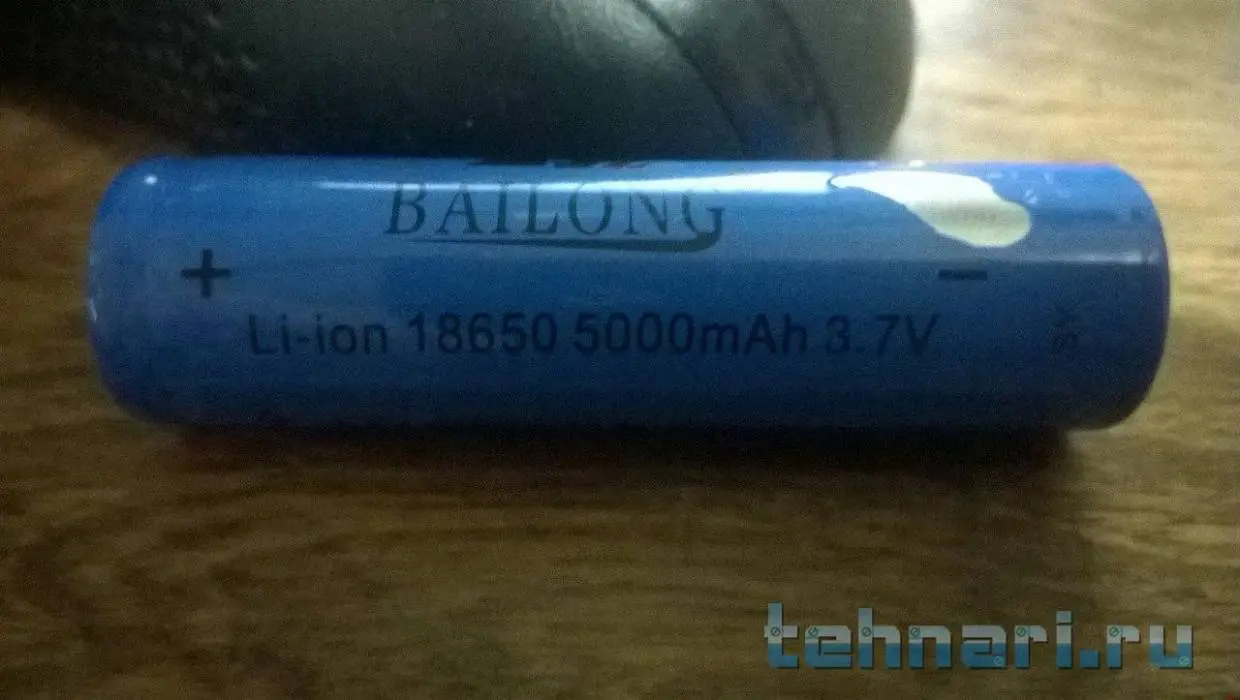 BAILONG
+ −
Li-ion 18650 5000mAh 3.7V
tehnari.ru